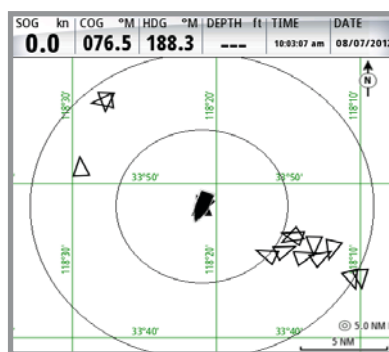 SOG kn COG °M HDG °M DEPTH ft TIME DATE
0.0 076.5 188.3 --- 10:03:07 am 08/07/201
N
118°30' 118°20' 118°10'
33°50' 33°50'
118°30' 118°20' 118°10'
33°40' 33°40'
5.0 NM
5 NM